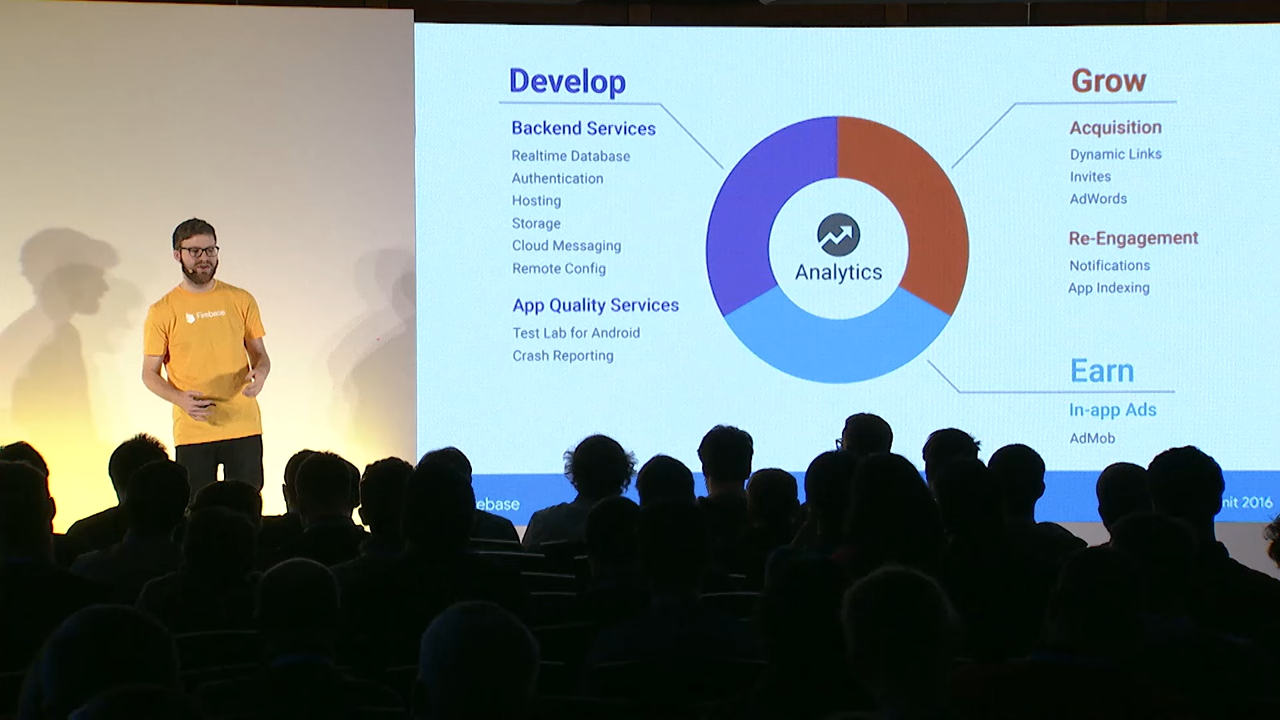 Develop
Backend Services
Realtime Database
Authentication
Hosting
Storage
Cloud Messaging
Remote Config
App Quality Services
Test Lab for Android
Crash Reporting
Analytics
Grow
Acquisition
Dynamic Links
Invites
AdWords
Re-Engagement
Notifications
App Indexing
Earn
In-app Ads
AdMob
Firebase
ebase
nit 2016